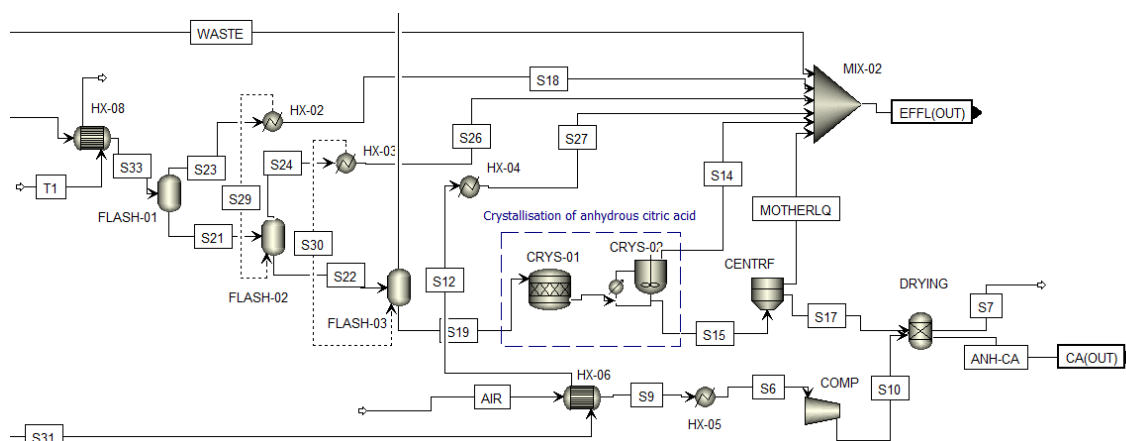 WASTE
MIX-02
S18
HX-08
HX-02
EFFL(OUT)
S26
S27
S33
S23
S24
HX-03
S14
HX-04
T1
S29
FLASH-01
MOTHERLQ
Crystallisation of anhydrous citric acid
S21
S30
CRYS-01
CRYS-02
CENTRF
S22
S12
DRYING
FLASH-02
S7
FLASH-03
S19
S15
S17
ANH-CA
CA(OUT)
HX-06
COMP
AIR
S9
S6
S10
HX-05
S31